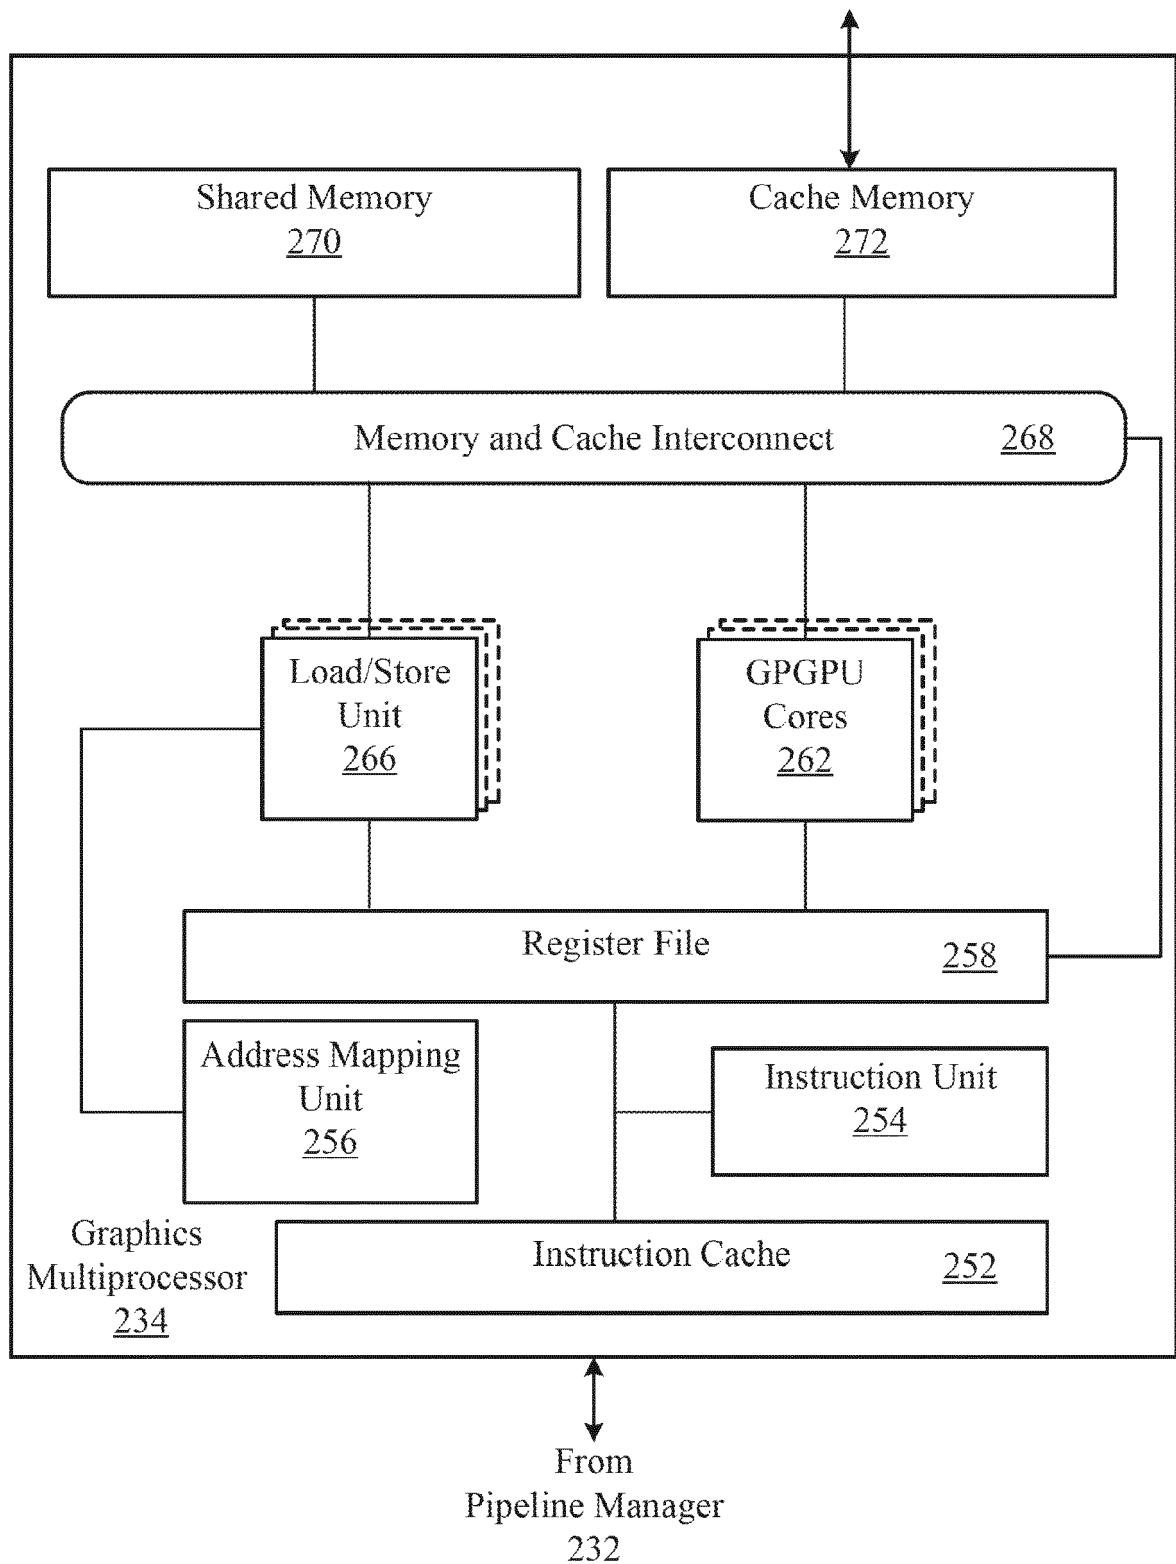 Shared Memory
270
Cache Memory
272
Memory and Cache Interconnect 268
Load/Store
Unit
266
GPGPU
Cores
262
Register File 258
Address Mapping
Unit
256
Instruction Unit
254
Graphics
Multiprocessor
234
Instruction Cache 252
From
Pipeline Manager
232